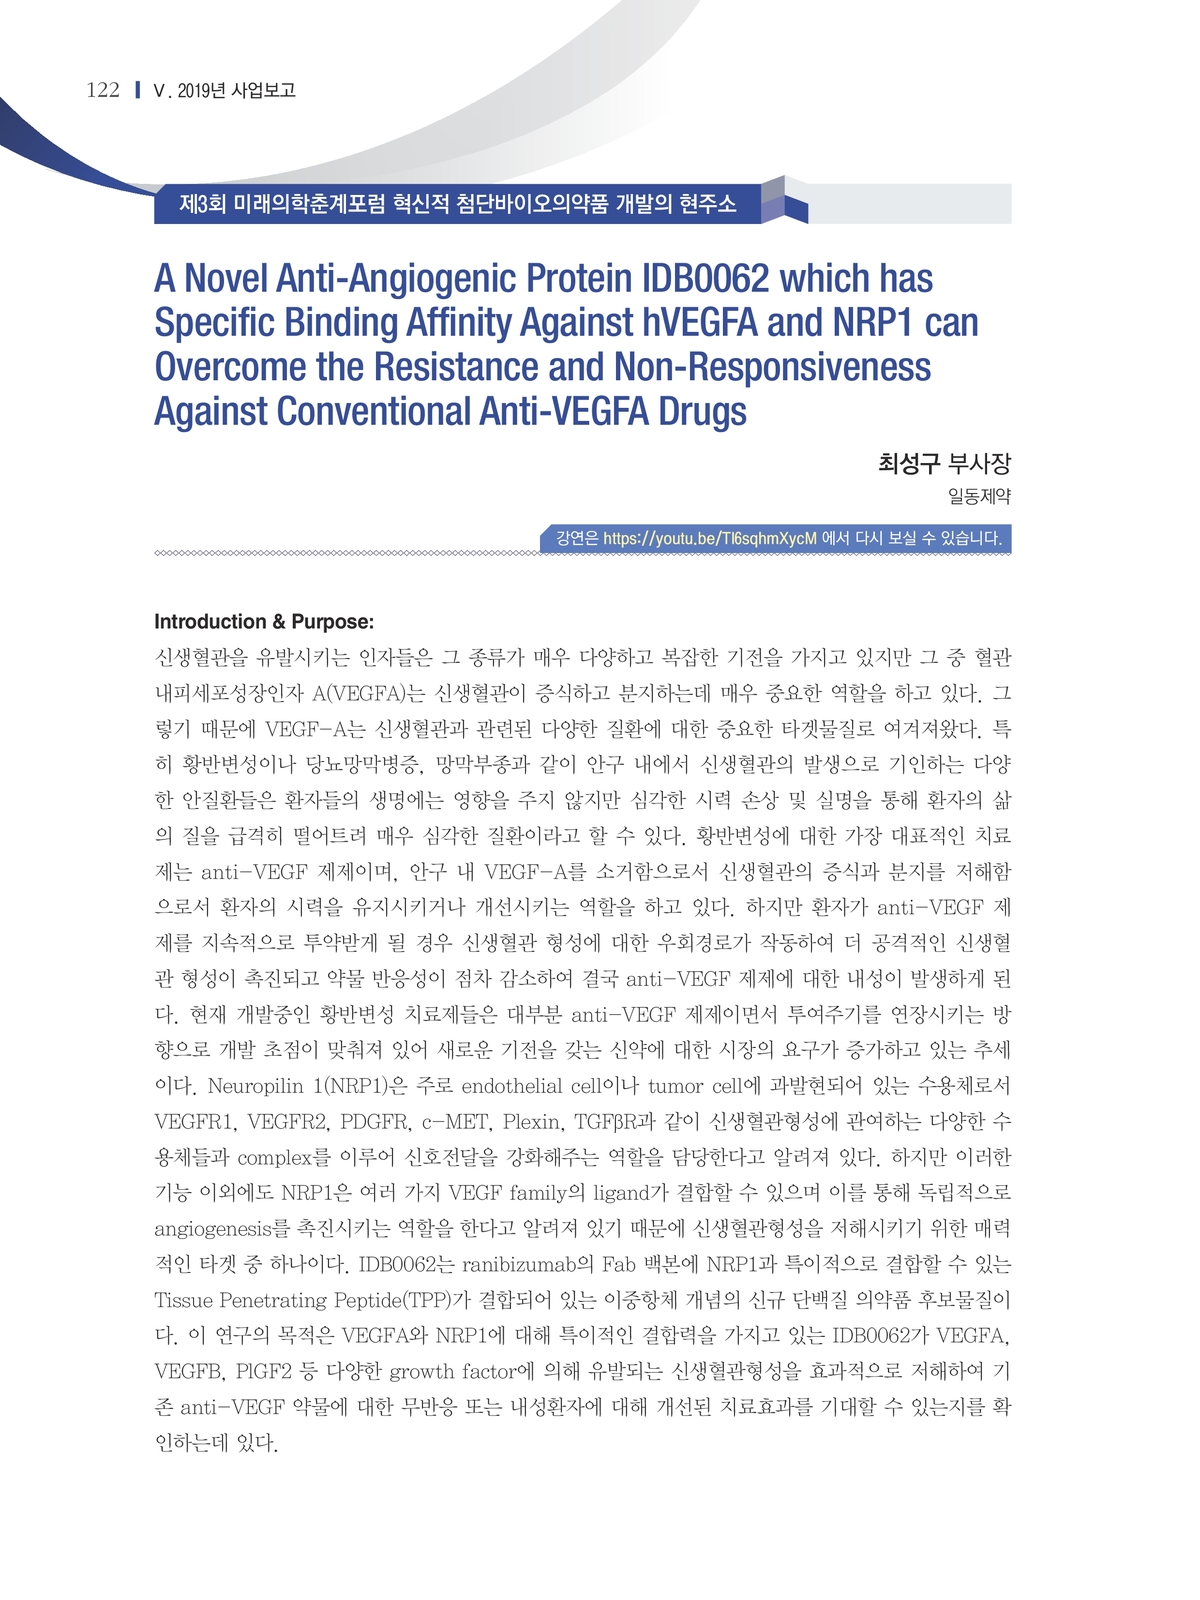 122 V. 2019년 사업보고
제3회 미래의학춘계포럼 혁신적 첨단바이오의약품 개발의 현주소
A Novel Anti-Angiogenic Protein IDB0062 which has
Specific Binding Affinity Against hVEGFA and NRP1 can
Overcome the Resistance and Non-Responsiveness
Against Conventional Anti-VEGFA Drugs
최성구 부사장
일동제약
강연은 https://youtu.be/Tl6sqhmXycM 에서 다시 보실 수 있습니다.
Introduction & Purpose:
신생혈관을 유발시키는 인자들은 그 종류가 매우 다양하고 복잡한 기전을 가지고 있지만 그 중 혈관
내피세포성장인자 A(VEGFA)는 신생혈관이 증식하고 분지하는데 매우 중요한 역할을 하고 있다. 그
렇기 때문에 VEGF-A는 신생혈관과 관련된 다양한 질환에 대한 중요한 타겟물질로 여겨져왔다. 특
히 황반변성이나 당뇨망막병증, 망막부종과 같이 안구 내에서 신생혈관의 발생으로 기인하는 다양
한 안질환들은 환자들의 생명에는 영향을 주지 않지만 심각한 시력 손상 및 실명을 통해 환자의 삶
의 질을 급격히 떨어트려 매우 심각한 질환이라고 할 수 있다. 황반변성에 대한 가장 대표적인 치료
제는 anti-VEGF 제제이며, 안구 내 VEGF-A를 소거함으로서 신생혈관의 증식과 분지를 저해함
으로서 환자의 시력을 유지시키거나 개선시키는 역할을 하고 있다. 하지만 환자가 anti-VEGF 제
제를 지속적으로 투약받게 될 경우 신생혈관 형성에 대한 우회경로가 작동하여 더 공격적인 신생혈
관 형성이 촉진되고 약물 반응성이 점차 감소하여 결국 anti-VEGF 제제에 대한 내성이 발생하게 된
다. 현재 개발중인 황반변성 치료제들은 대부분 anti-VEGF 제제이면서 투여주기를 연장시키는 방
향으로 개발 초점이 맞춰져 있어 새로운 기전을 갖는 신약에 대한 시장의 요구가 증가하고 있는 추세
이다. Neuropilin 1(NRP1)은 주로 endothelial cell이나 tumor cell에 과발현되어 있는 수용체로서
VEGFR1, VEGFR2, PDGFR, c-MET, Plexin, TGFβR과 같이 신생혈관형성에 관여하는 다양한 수
용체들과 complex를 이루어 신호전달을 강화해주는 역할을 담당한다고 알려져 있다. 하지만 이러한
기능 이외에도 NRP1은 여러 가지 VEGF family의 ligand가 결합할 수 있으며 이를 통해 독립적으로
angiogenesis를 촉진시키는 역할을 한다고 알려져 있기 때문에 신생혈관형성을 저해시키기 위한 매력
적인 타겟 중 하나이다. IDB0062는 ranibizumab의 Fab 백본에 NRP1과 특이적으로 결합할 수 있는
Tissue Penetrating Peptide(TPP)가 결합되어 있는 이중항체 개념의 신규 단백질 의약품 후보물질이
다. 이 연구의 목적은 VEGFA와 NRP1에 대해 특이적인 결합력을 가지고 있는 IDB0062가 VEGFA,
VEGFB, PlGF2 등 다양한 growth factor에 의해 유발되는 신생혈관형성을 효과적으로 저해하여 기
존 anti-VEGF 약물에 대한 무반응 또는 내성환자에 대해 개선된 치료효과를 기대할 수 있는지를 확
인하는데 있다.